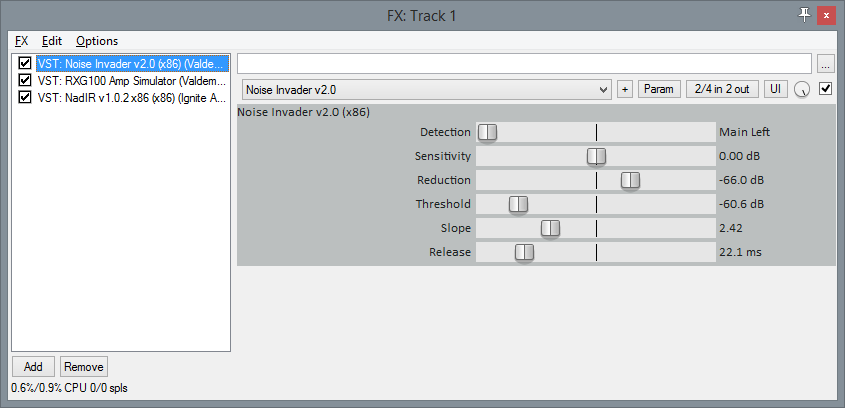 FX: Track 1
FX Edit Options
VST: Noise Invader v2.0 (x86) (Valdem...
VST: RXG100 Amp Simulator (Valdem...
VST: NadIR v1.0.2 x86 (x86) (Ignite A...
...
Noise Invader v2.0 + Param 2/4 in 2 out UI
Noise Invader v2.0 (x86)
Detection Main Left
Sensitivity 0.00 dB
Reduction -66.0 dB
Threshold -60.6 dB
Slope 2.42
Release 22.1 ms
Add Remove
0.6%/0.9% CPU 0/0 spls